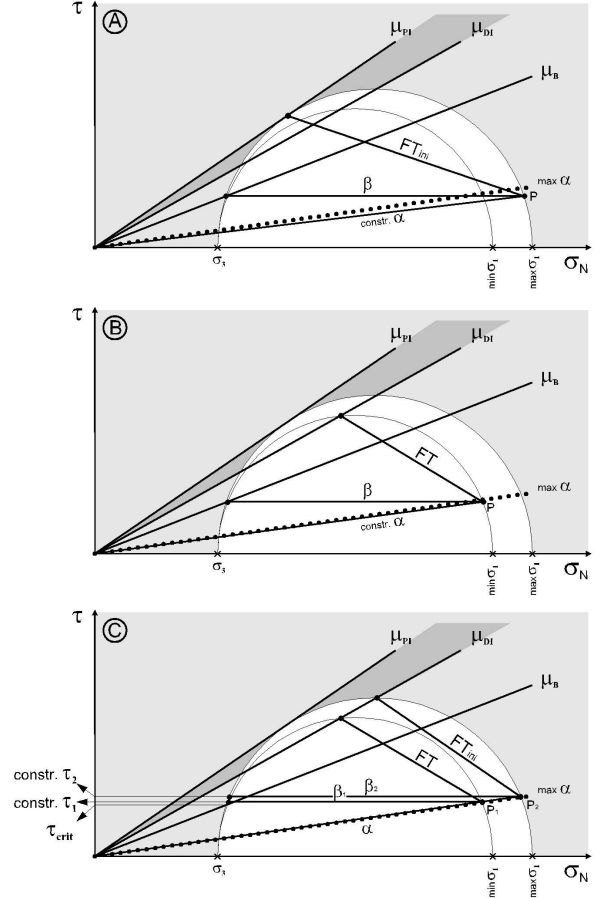 τ
A
μPI
μDI
μB
FTini
β
max α
P
constr. α
σ3
min σ1
max σ1
σN
τ
B
μPI
μDI
μB
FT
β
max α
P
constr. α
σ3
min σ1
max σ1
σN
τ
C
μPI
μDI
μB
FT
FTini
constr. τ2
constr. τ1
τcrit
β1
β2
max α
P1
P2
α
σ3
min σ1
max σ1
σN